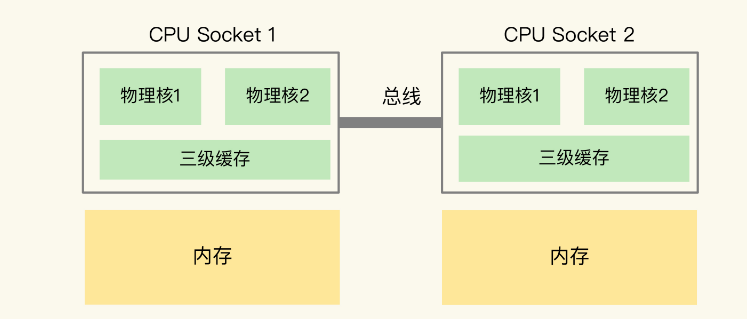 CPU Socket 1
CPU Socket 2
物理核1
物理核2
总线
物理核1
物理核2
三级缓存
三级缓存
内存
内存